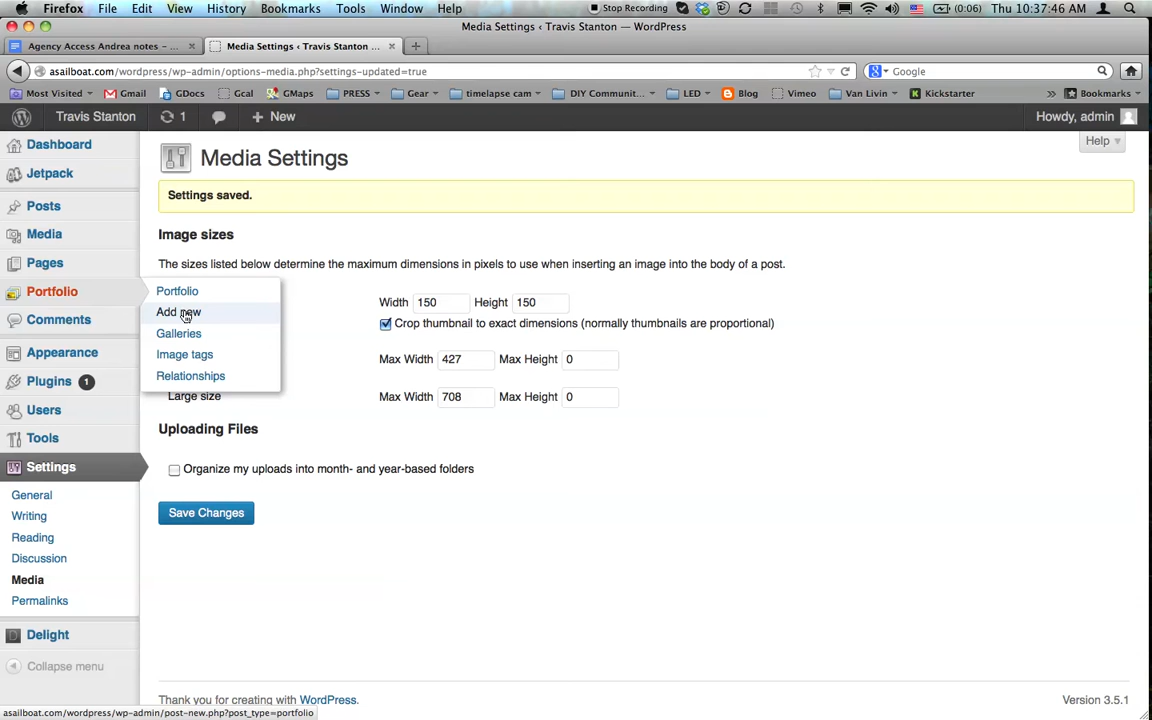 Firefox File Edit View History Bookmarks Tools Window Help Stop Recording (0:06) Thu 10:37:46 AM
Media Settings ‹ Travis Stanton — WordPress
Agency Access Andrea notes – ... Media Settings ‹ Travis Stanton ...
asailboat.com/wordpress/wp-admin/options-media.php?settings-updated=true Google
Most Visited Gmail GDocs Gcal GMaps PRESS Gear timelapse cam DIY Communit... LED Blog Vimeo Van Livin Kickstarter » Bookmarks
Travis Stanton 1 + New Howdy, admin
Help
Dashboard
Media Settings
Jetpack
Settings saved.
Posts
Media
Image sizes
Pages
The sizes listed below determine the maximum dimensions in pixels to use when inserting an image into the body of a post.
Portfolio
Portfolio
Add new
Galleries
Image tags
Relationships
Width 150 Height 150
Crop thumbnail to exact dimensions (normally thumbnails are proportional)
Comments
Appearance
Max Width 427 Max Height 0
Plugins 1
Large size Max Width 708 Max Height 0
Users
Uploading Files
Tools
Settings
Organize my uploads into month- and year-based folders
General
Save Changes
Writing
Reading
Discussion
Media
Permalinks
Delight
Collapse menu
Thank you for creating with WordPress. Version 3.5.1
asailboat.com/wordpress/wp-admin/post-new.php?post_type=portfolio